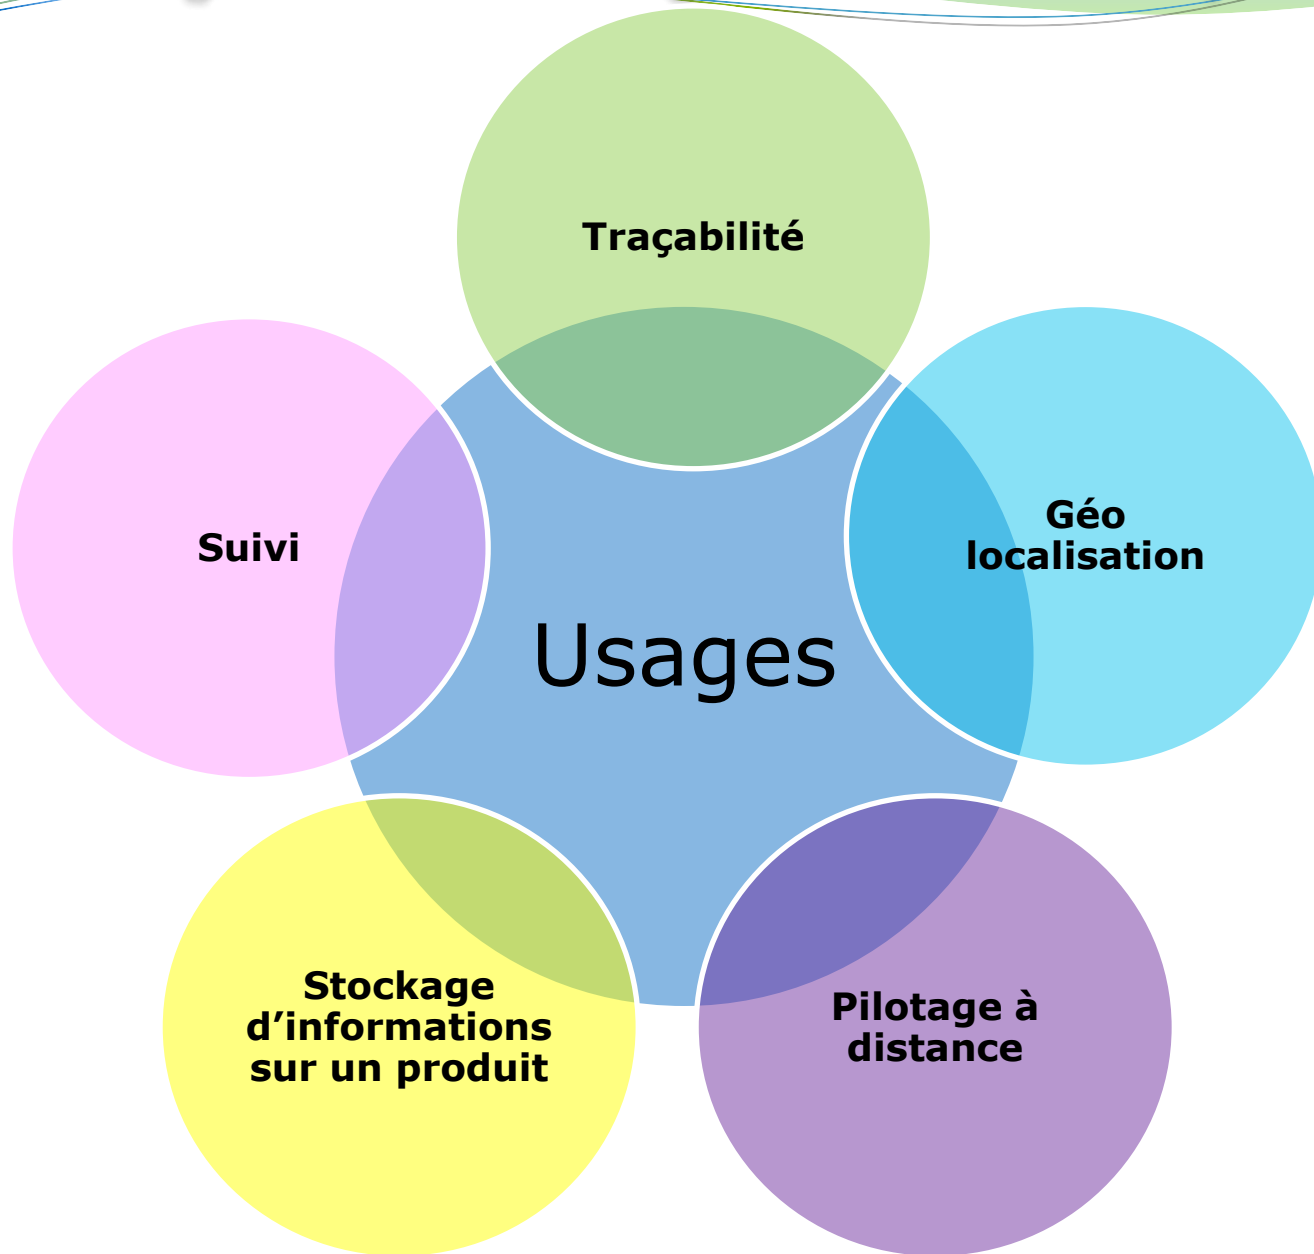 Traçabilité
Géo
localisation
Suivi
Usages
Stockage
d’informations
sur un produit
Pilotage à
distance